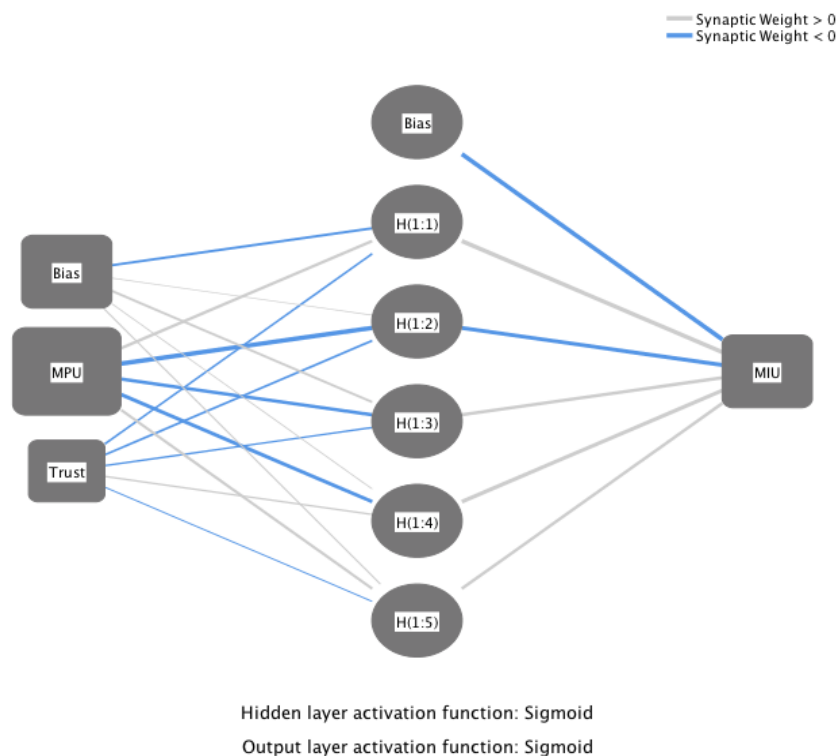 Synaptic Weight > 0
Synaptic Weight < 0
Bias
H(1:1)
Bias
H(1:2)
MPU
MIU
H(1:3)
Trust
H(1:4)
H(1:5)
Hidden layer activation function: Sigmoid
Output layer activation function: Sigmoid